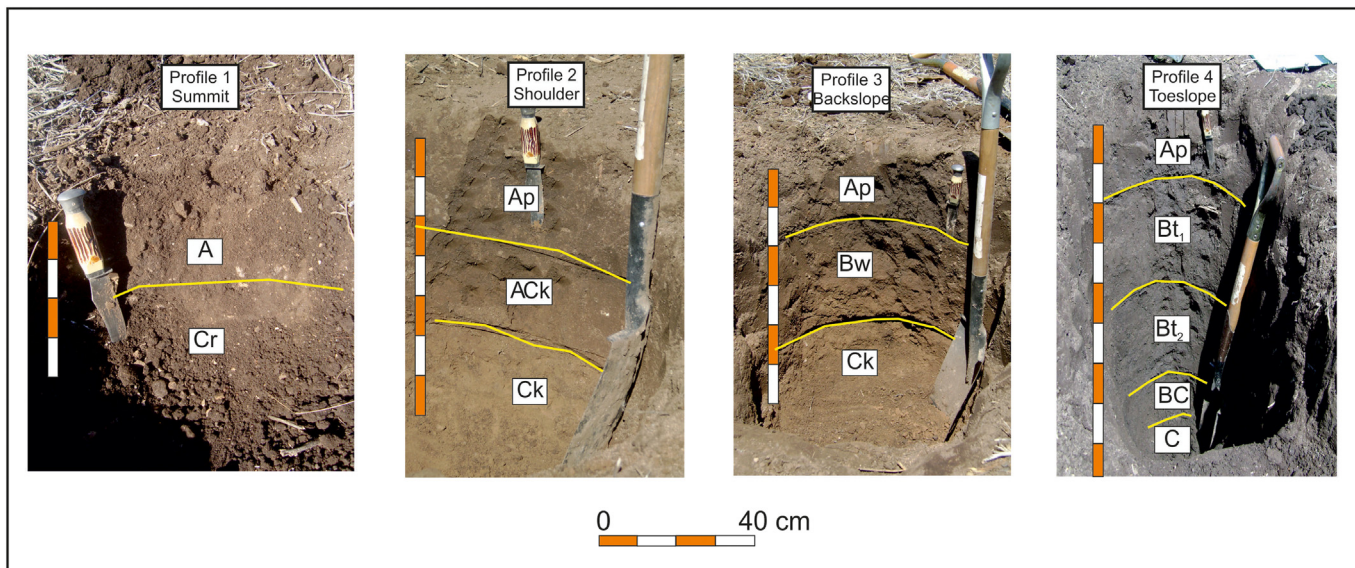 Profile 1
Summit
A
Cr
Profile 2
Shoulder
Ap
ACk
Ck
Profile 3
Backslope
Ap
Bw
Ck
Profile 4
Toeslope
Ap
Bt1
Bt2
BC
C
0 40 cm